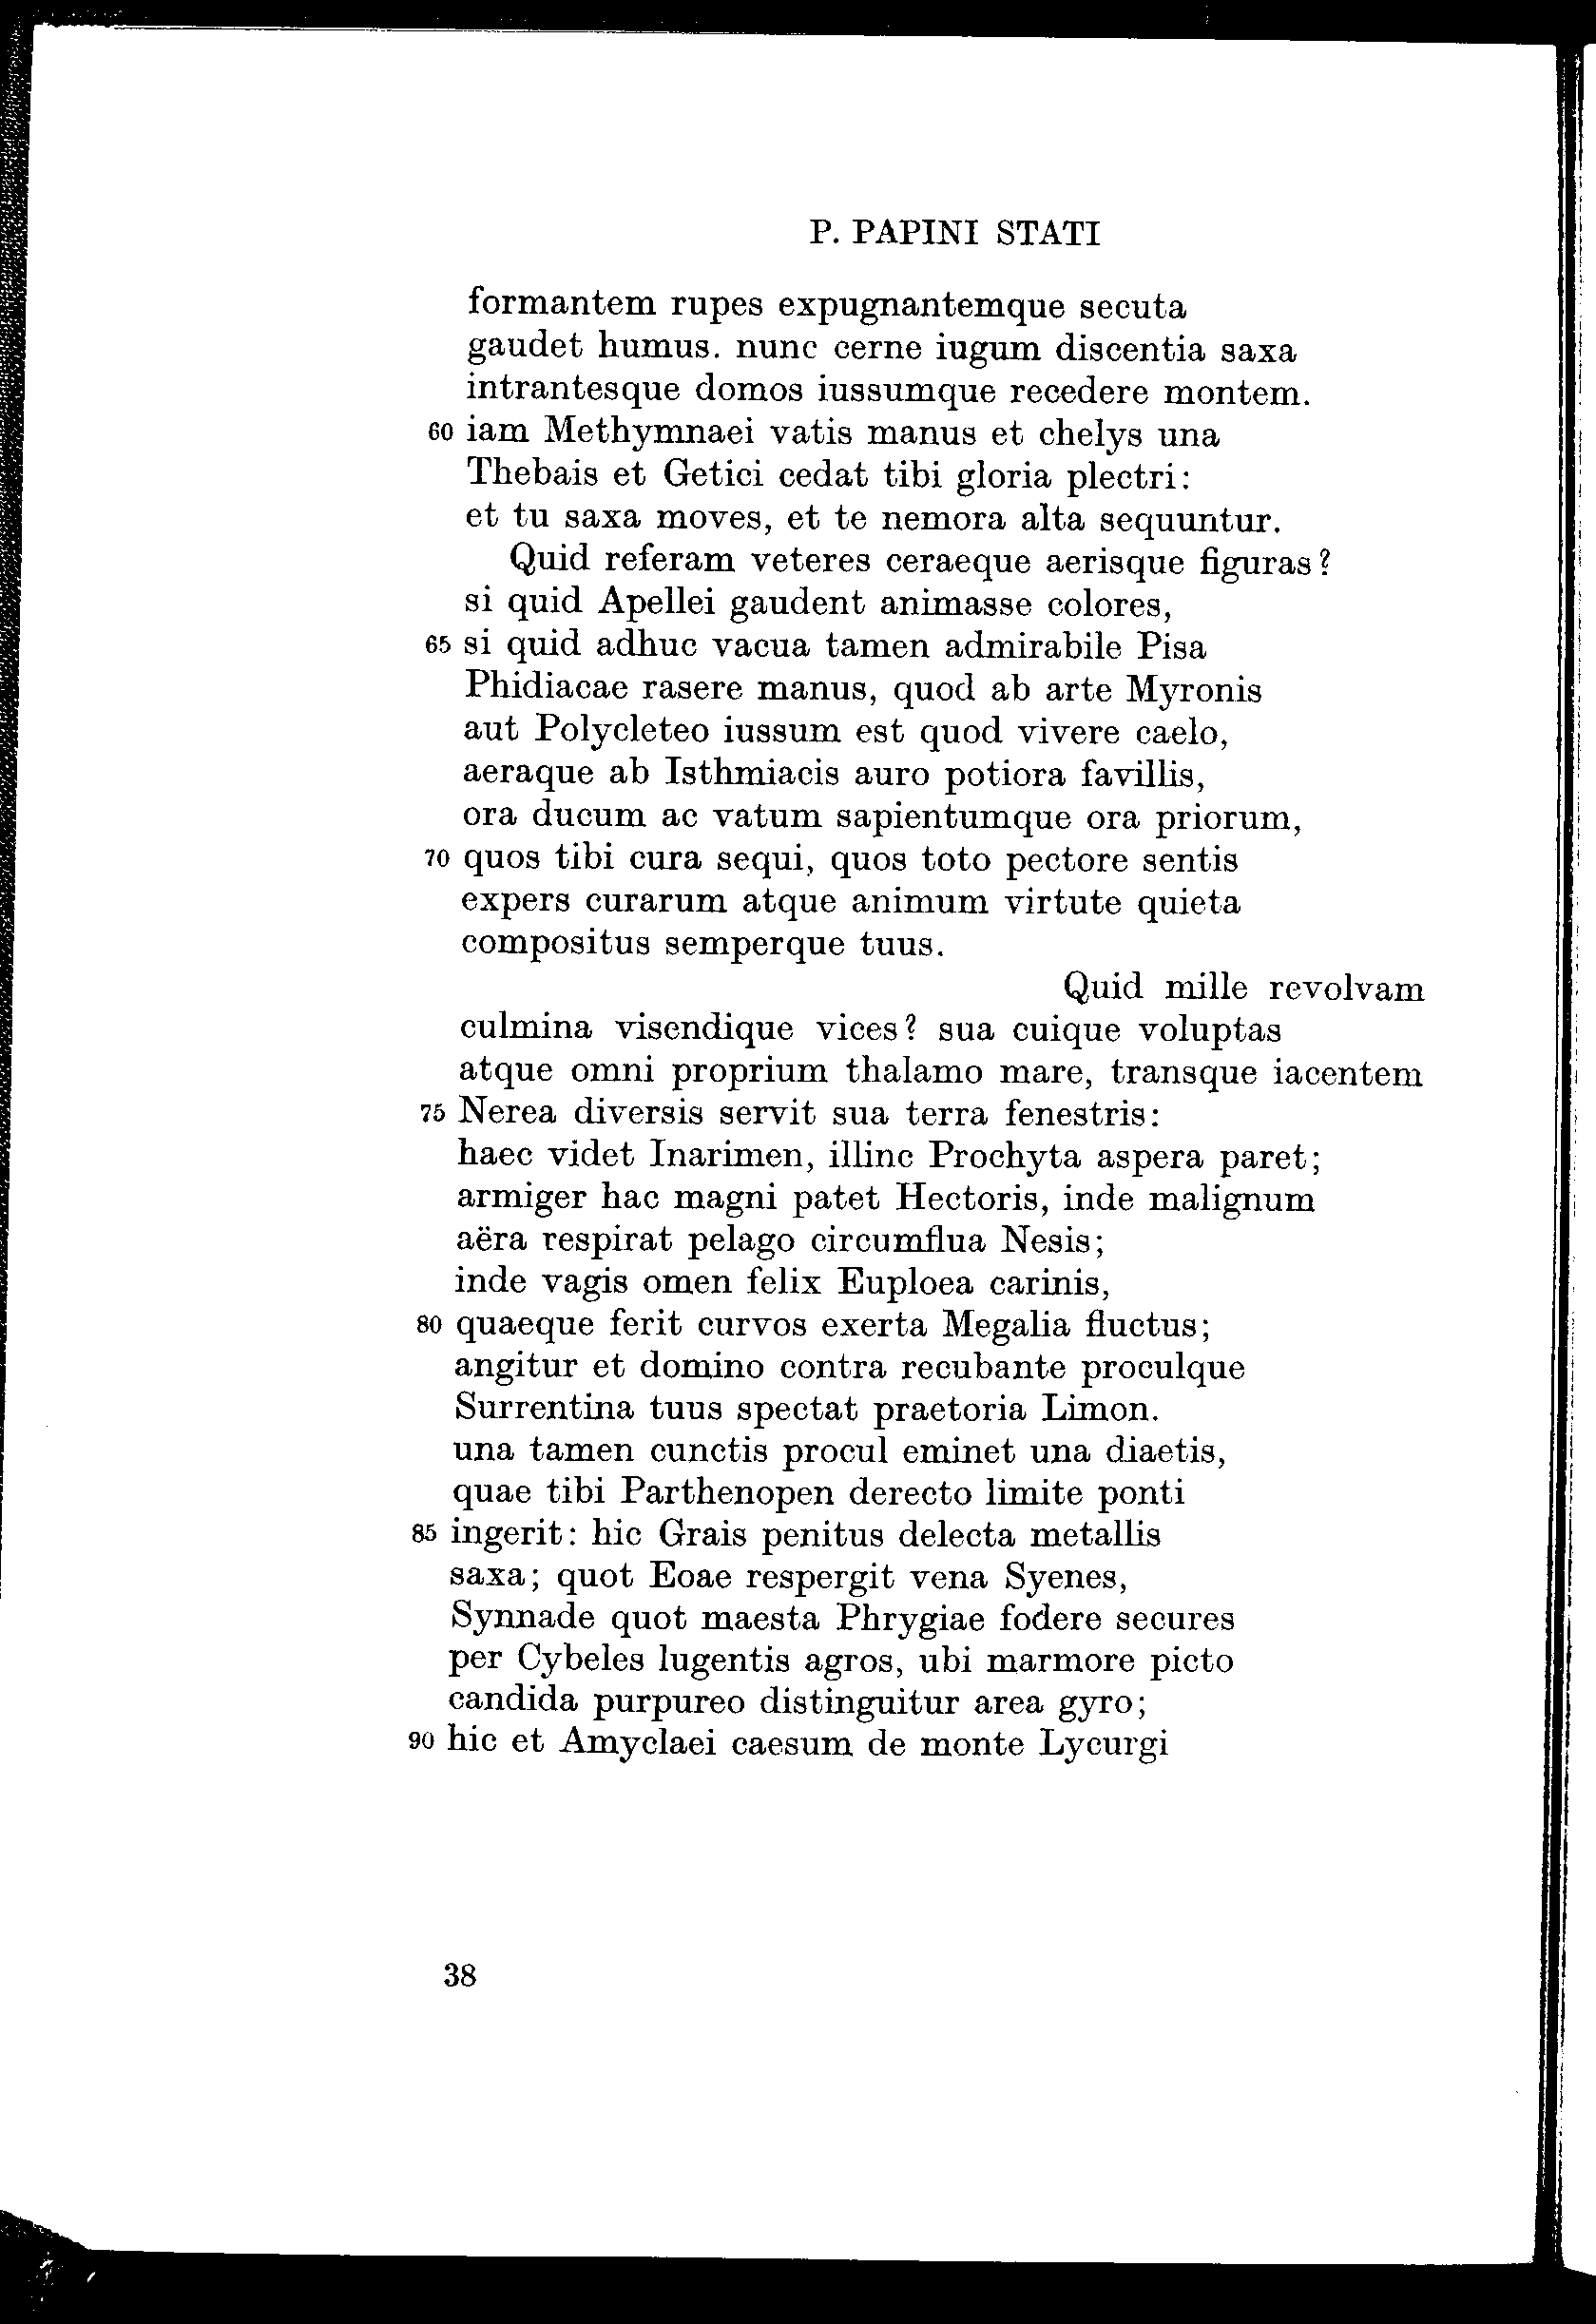 P. PAPINI STATI
formantem rupes expugnantemque secuta
gaudet humus. nunc cerne iugum discentia saxa
intrantesque domos iussumque recedere montem.
60 iam Methymnaei vatis manus et chelys una
Thebais et Getici cedat tibi gloria plectri:
et tu saxa moves, et te nemora alta sequuntur.
Quid referam veteres ceraeque aerisque figuras?
si quid Apellei gaudent animasse colores,
65 si quid adhuc vacua tamen admirabile Pisa
Phidiacae rasere manus, quod ab arte Myronis
aut Polycleteo iussum est quod vivere caelo,
aeraque ab Isthmiacis auro potiora favillis,
ora ducum ac vatum sapientumque ora priorum,
70 quos tibi cura sequi, quos toto pectore sentis
expers curarum atque animum virtute quieta
compositus semperque tuus.
Quid mille revolvam
culmina visendique vices? sua cuique voluptas
atque omni proprium thalamo mare, transque iacentem
75 Nerea diversis servit sua terra fenestris:
haec videt Inarimen, illinc Prochyta aspera paret;
armiger hac magni patet Hectoris, inde malignum
aëra respirat pelago circumflua Nesis;
inde vagis omen felix Euploea carinis,
80 quaeque ferit curvos exerta Megalia fluctus;
angitur et domino contra recubante proculque
Surrentina tuus spectat praetoria Limon.
una tamen cunctis procul eminet una diaetis,
quae tibi Parthenopen derecto limite ponti
85 ingerit: hic Grais penitus delecta metallis
saxa; quot Eoae respergit vena Syenes,
Synnade quot maesta Phrygiae fodere secures
per Cybeles lugentis agros, ubi marmore picto
candida purpureo distinguitur area gyro;
90 hic et Amyclaei caesum de monte Lycurgi
38